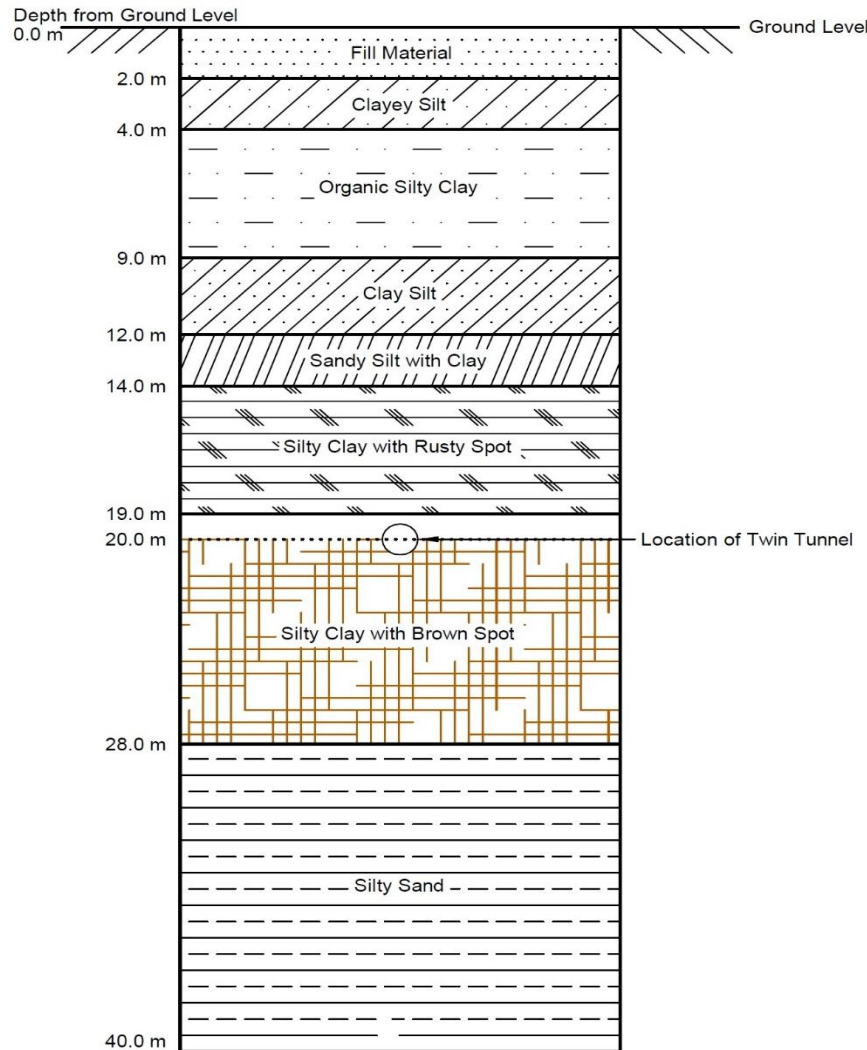 Depth from Ground Level
0.0 m
Ground Level
Fill Material
2.0 m
Clayey Silt
4.0 m
Organic Silty Clay
9.0 m
Clay Silt
12.0 m
Sandy Silt with Clay
14.0 m
Silty Clay with Rusty Spot
19.0 m
20.0 m
Location of Twin Tunnel
Silty Clay with Brown Spot
28.0 m
Silty Sand
40.0 m